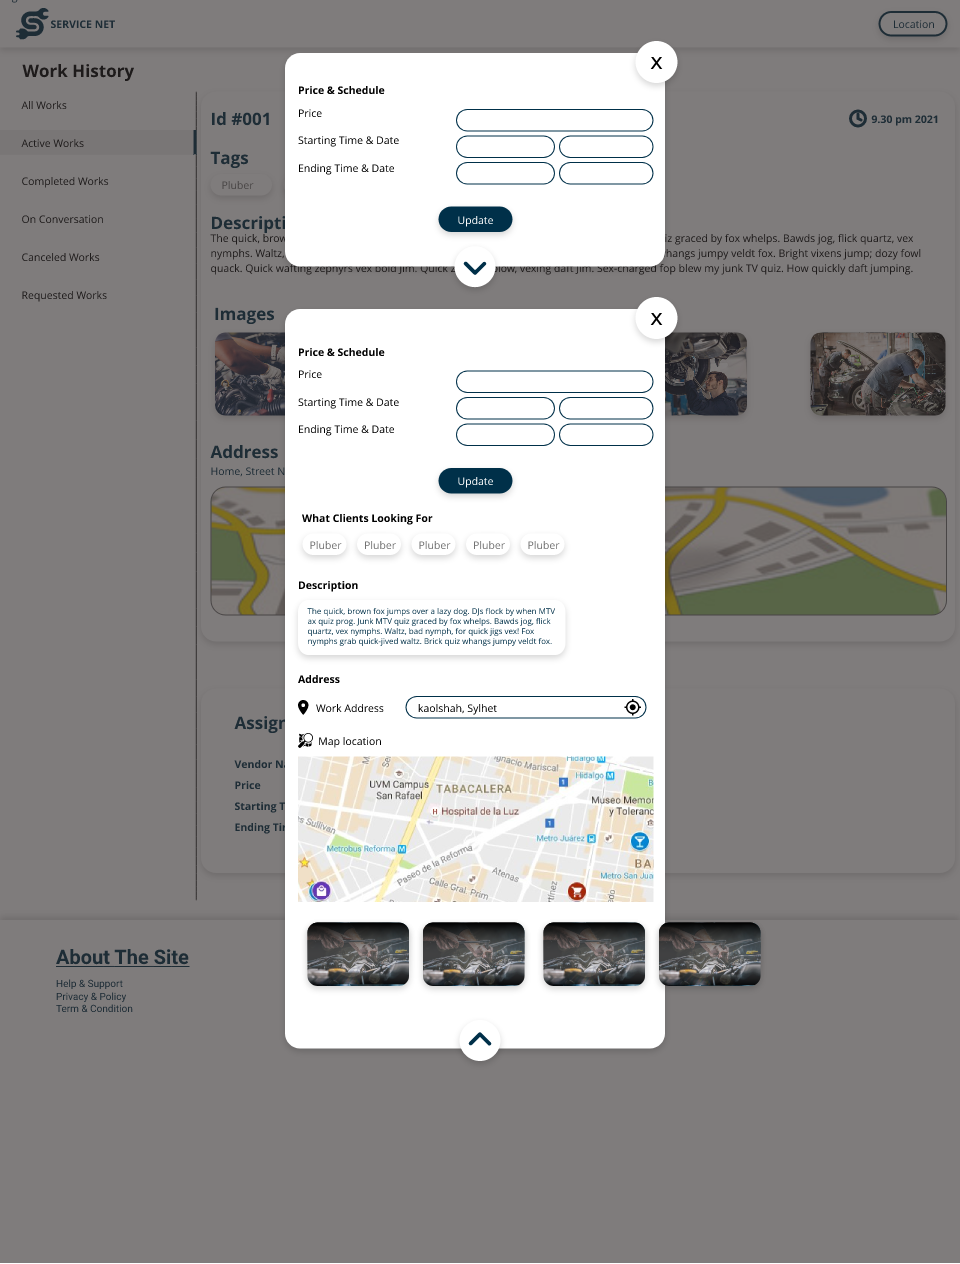 SERVICE NET
Location
Work History
All Works
Active Works
Completed Works
On Conversation
Canceled Works
Requested Works
Id #001
9.30 pm 2021
Tags
Pluber
Descripti
The quick, brow
iz graced by fox whelps. Bawds jog, flick quartz, vex
nymphs. Waltz,
whangs jumpy veldt fox. Bright vixens jump; dozy fowl
quack. Quick wafting zephyrs vex bold Jim. Quick z
low, vexing daft Jim. Sex-charged fop blew my junk TV quiz. How quickly daft jumping.
Images
Address
Home, Street N
Assign
Vendor N
Price
Starting T
Ending Ti
X
Price & Schedule
Price
Starting Time & Date
Ending Time & Date
Update
X
Price & Schedule
Price
Starting Time & Date
Ending Time & Date
Update
What Clients Looking For
Pluber Pluber Pluber Pluber Pluber
Description
The quick, brown fox jumps over a lazy dog. DJs flock by when MTV
ax quiz prog. Junk MTV quiz graced by fox whelps. Bawds jog, flick
quartz, vex nymphs. Waltz, bad nymph, for quick jigs vex! Fox
nymphs grab quick-jived waltz. Brick quiz whangs jumpy veldt fox.
Address
Work Address
kaolshah, Sylhet
Map location
Ignacio Mariscal
Hidalgo M
Hidalgo M
UVM Campus
San Rafael
TABACALERA
1
B
Museo Memor
y Toleranc
H Hospital de la Luz
1
es Sullivan
Metro Juárez
Metrobus Reforma M
Paseo de la Reforma
BA
Atenas
Metro San Jua
Calle Gral. Prim
About The Site
Help & Support
Privacy & Policy
Term & Condition